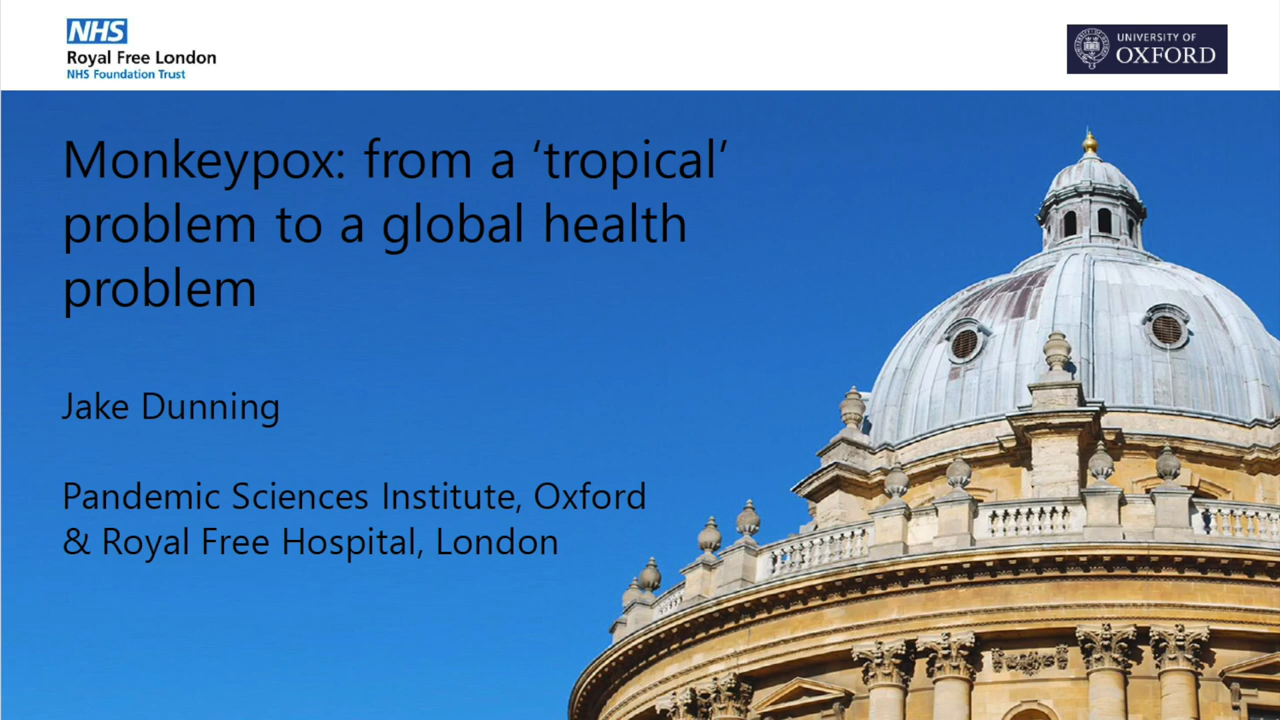 NHS
Royal Free London
NHS Foundation Trust
UNIVERSITY OF
OXFORD
Monkeypox: from a ‘tropical’
problem to a global health
problem
Jake Dunning
Pandemic Sciences Institute, Oxford
& Royal Free Hospital, London